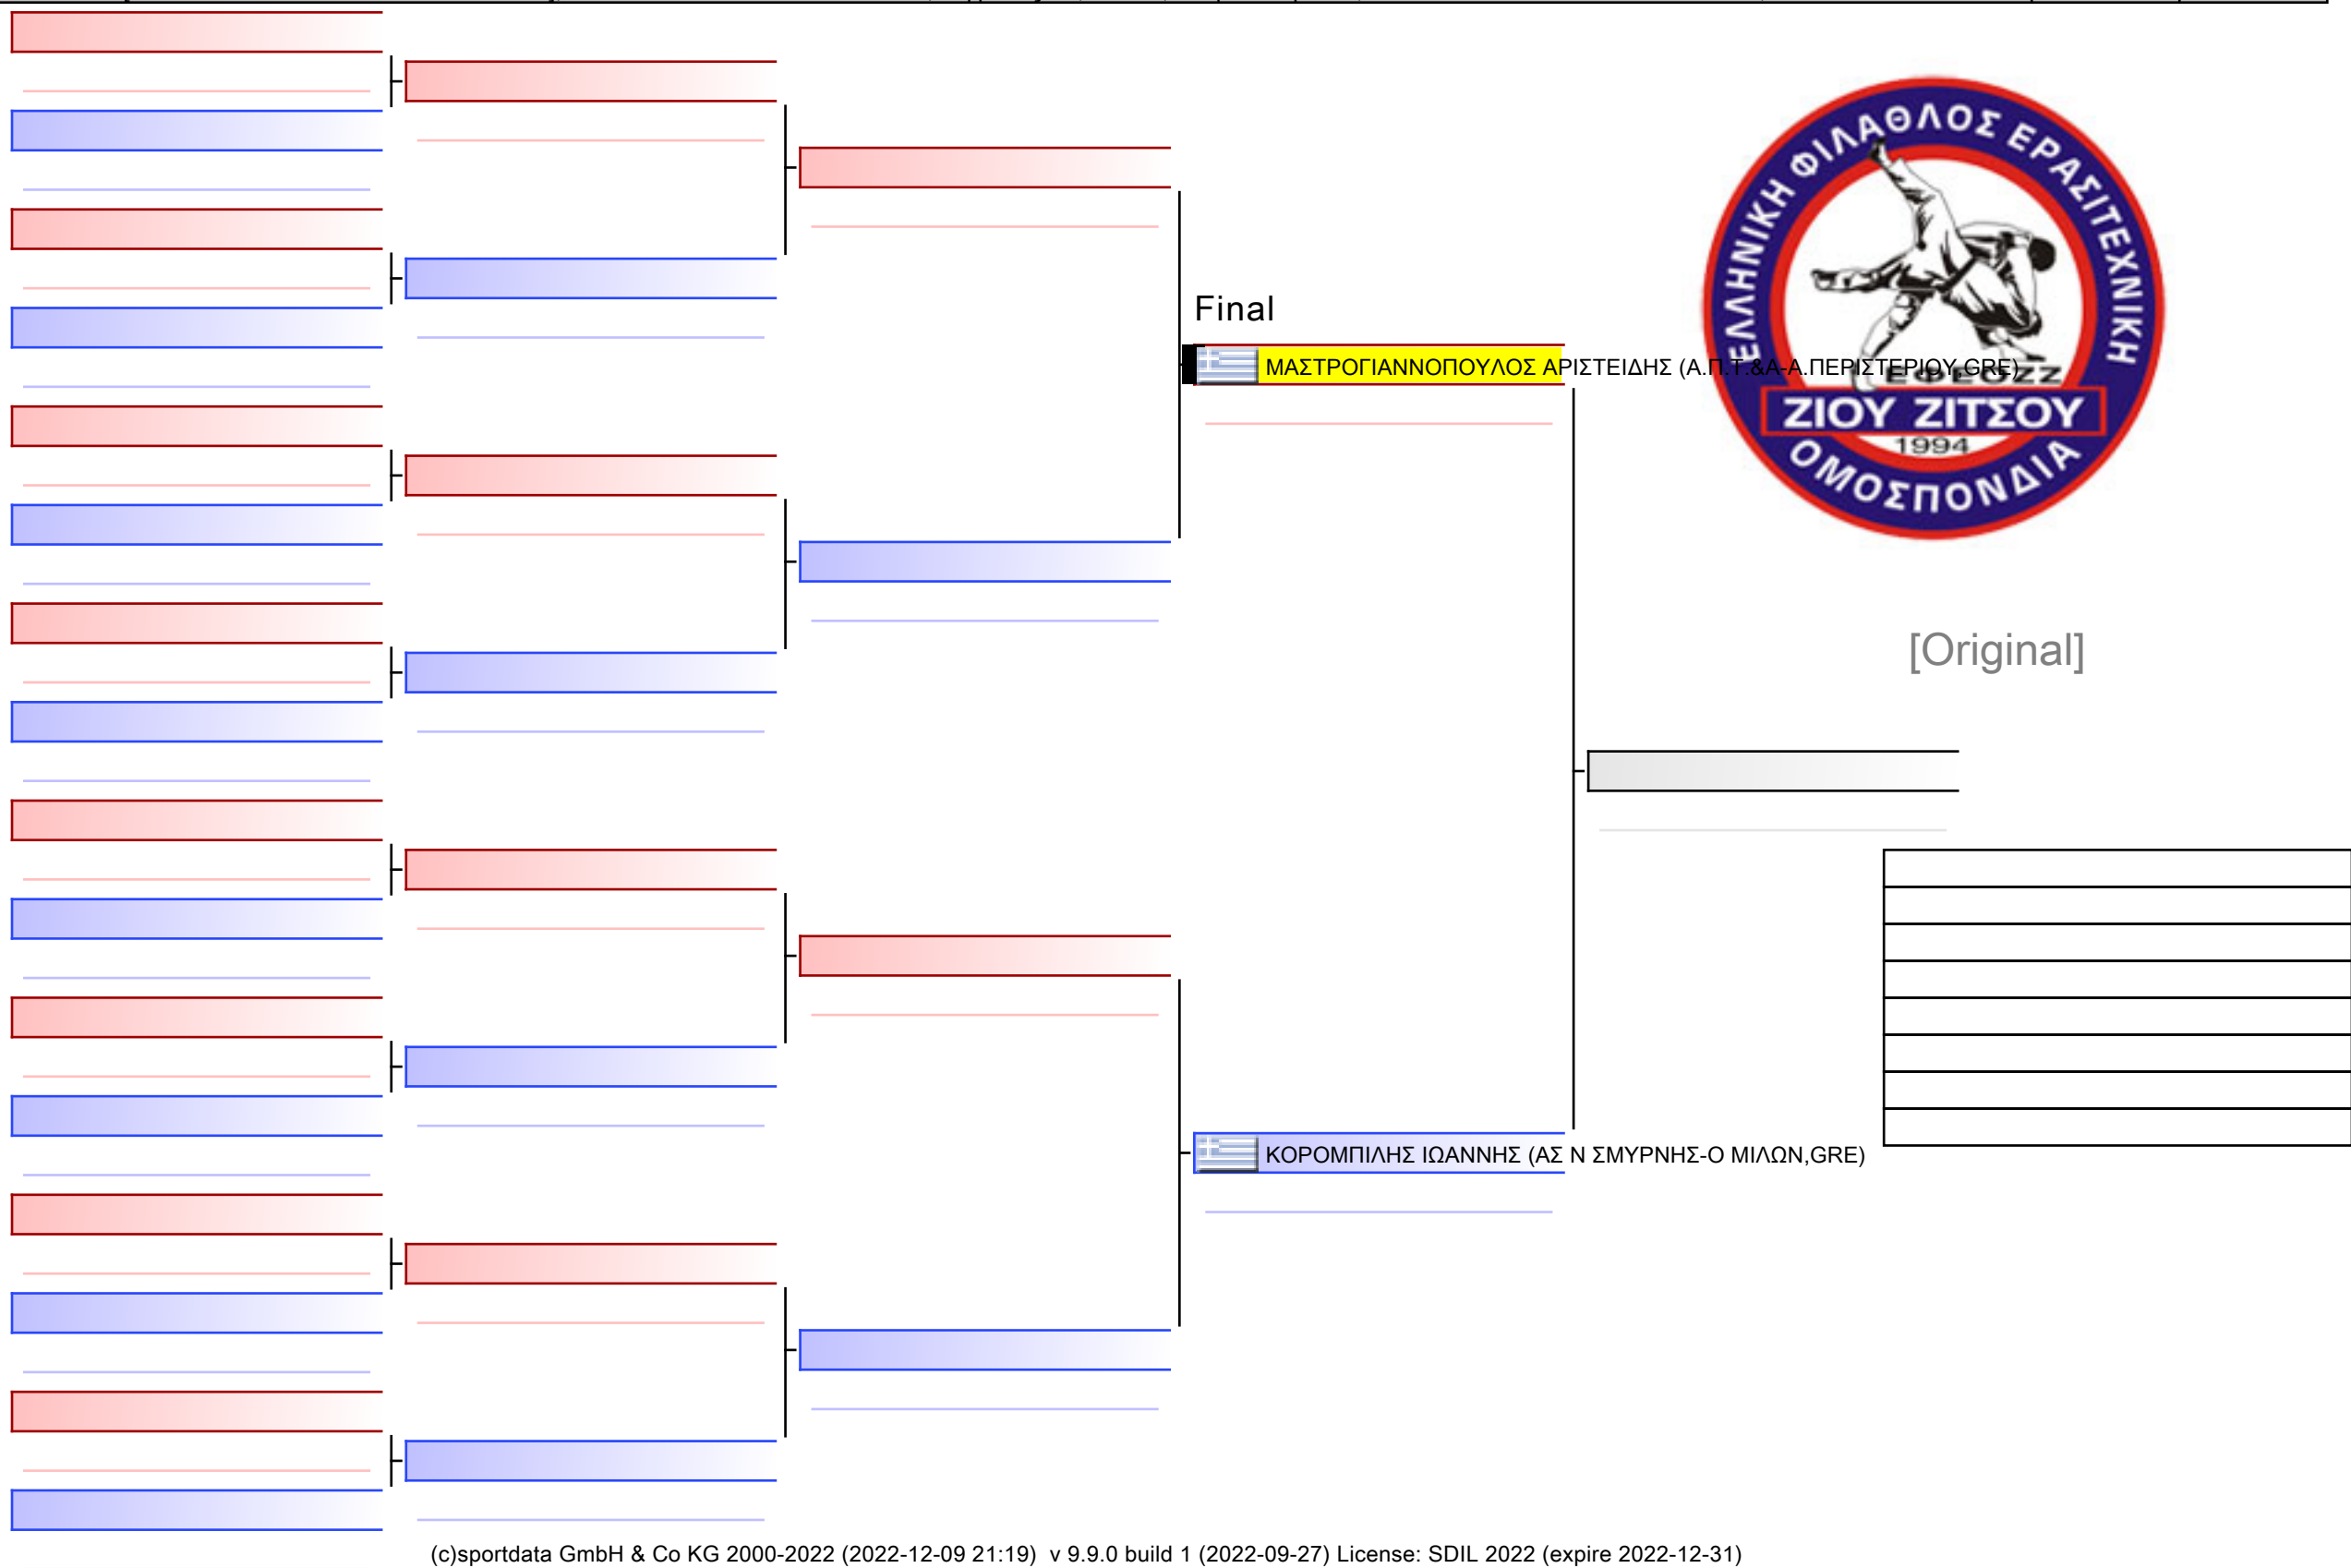 Final
ΜΑΣΤΡΟΓΙΑΝΝΟΠΟΥΛΟΣ ΑΡΙΣΤΕΙΔΗΣ (Α.Π.Τ.&Α-Α.ΠΕΡΙΣΤΕΡΙΟΥ,GRE)
ΕΛΛΗΝΙΚΗ ΦΙΛΑΘΛΟΣ ΕΡΑΣΙΤΕΧΝΙΚΗ
ΕΦΕΟΖΖ
ΖΙΟΥ ΖΙΤΣΟΥ
1994
ΟΜΟΣΠΟΝΔΙΑ
[Original]
ΚΟΡΟΜΠΙΛΗΣ ΙΩΑΝΝΗΣ (ΑΣ Ν ΣΜΥΡΝΗΣ-Ο ΜΙΛΩΝ,GRE)
(c)sportdata GmbH & Co KG 2000-2022 (2022-12-09 21:19) v 9.9.0 build 1 (2022-09-27) License: SDIL 2022 (expire 2022-12-31)